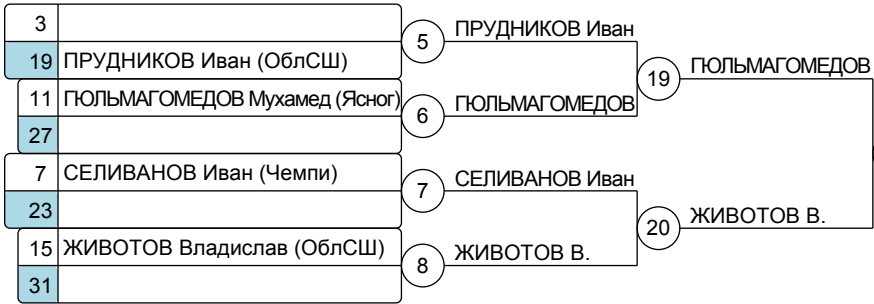 3
19 ПРУДНИКОВ Иван (ОблСШ)
11 ГЮЛЬМАГОМЕДОВ Мухамед (Ясног)
27
7 СЕЛИВАНОВ Иван (Чемпи)
23
15 ЖИВОТОВ Владислав (ОблСШ)
31
5 ПРУДНИКОВ Иван
6 ГЮЛЬМАГОМЕДОВ
7 СЕЛИВАНОВ Иван
8 ЖИВОТОВ В.
19 ГЮЛЬМАГОМЕДОВ
20 ЖИВОТОВ В.